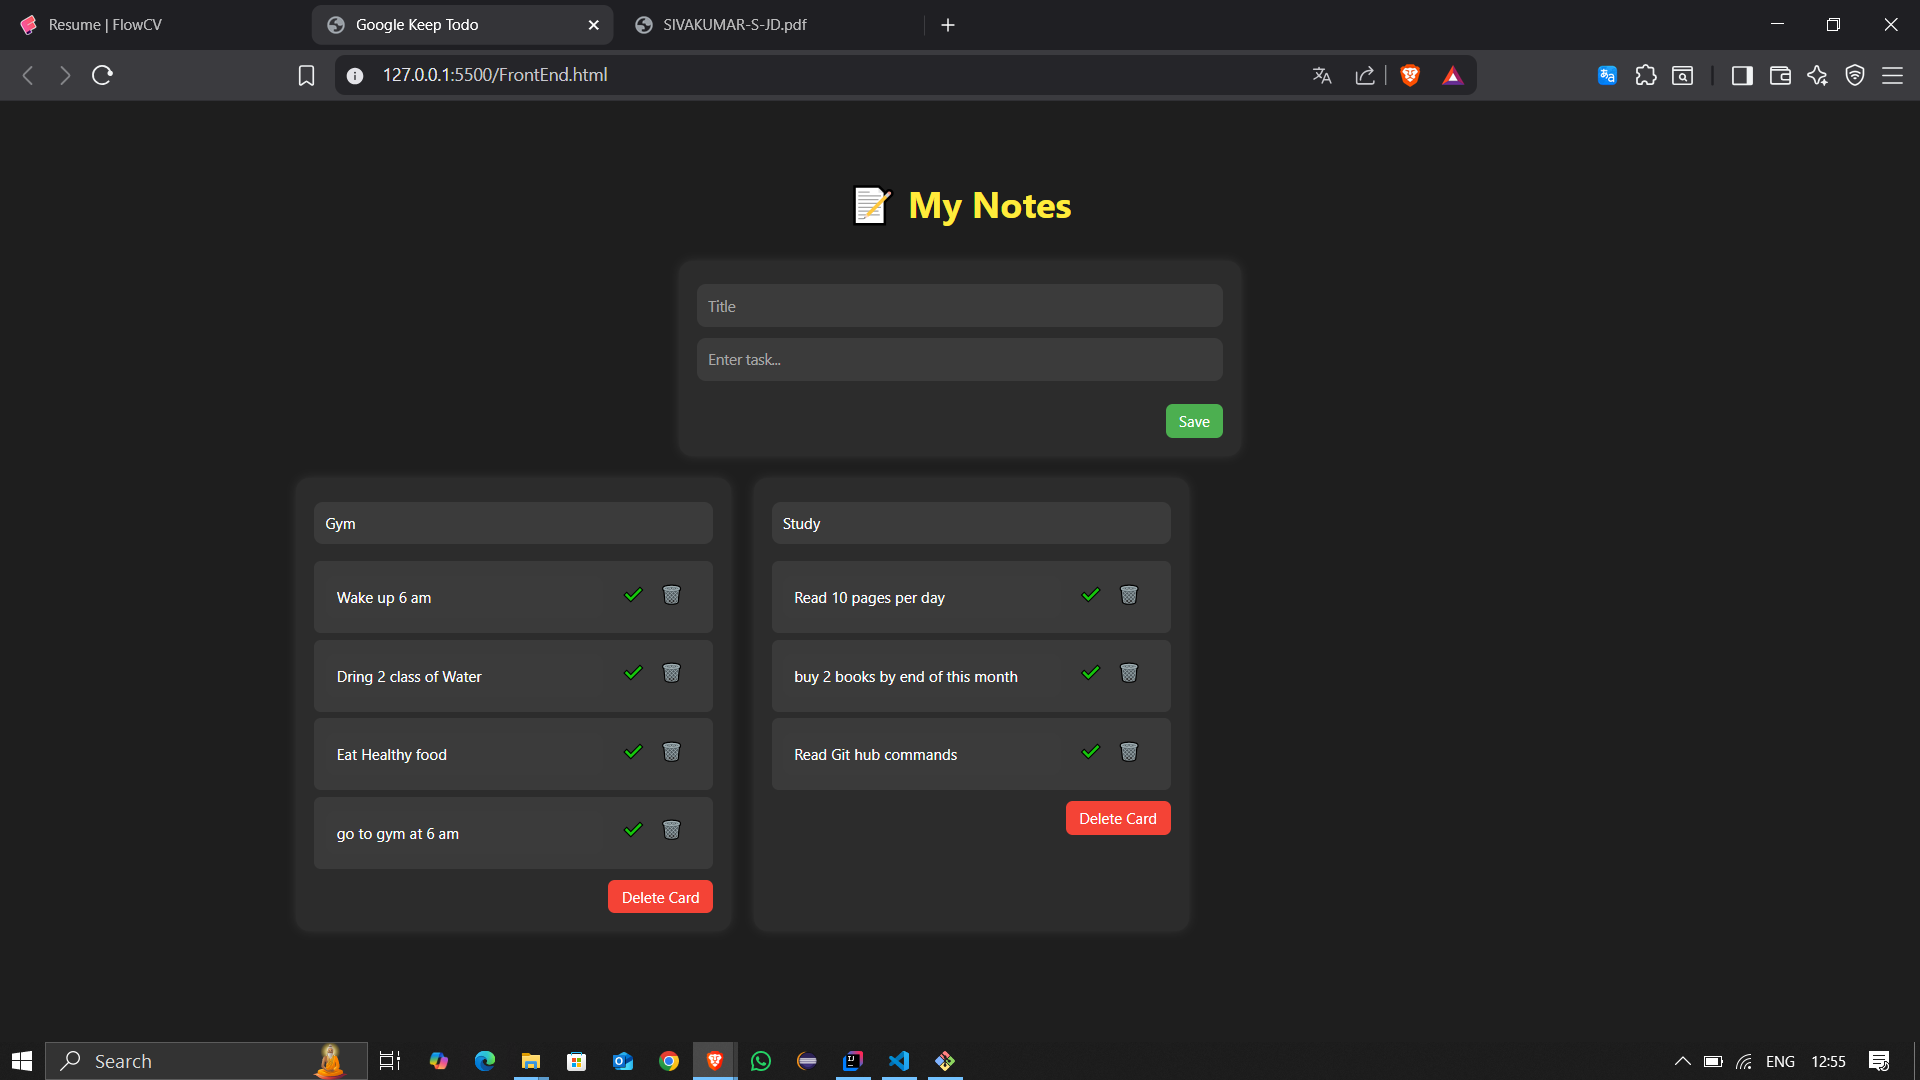 Resume | FlowCV
Google Keep Todo
SIVAKUMAR-S-JD.pdf
127.0.0.1:5500/FrontEnd.html
My Notes
Title
Enter task...
Save
Gym
Wake up 6 am
Dring 2 class of Water
Eat Healthy food
go to gym at 6 am
Delete Card
Study
Read 10 pages per day
buy 2 books by end of this month
Read Git hub commands
Delete Card
Search
ENG
12:55